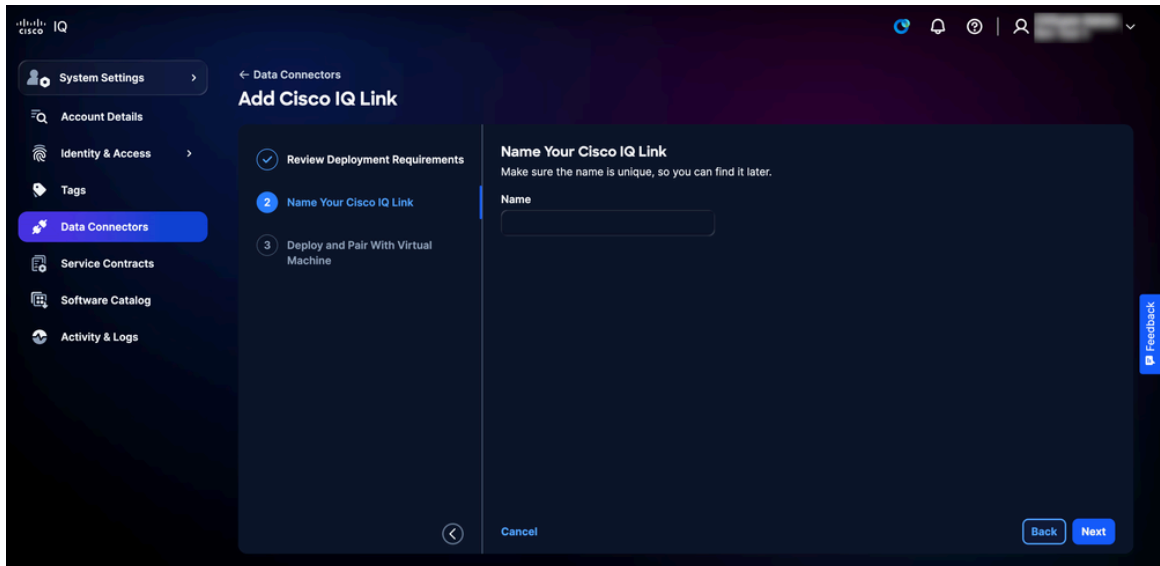 cisco IQ
System Settings
Account Details
Identity & Access
Tags
Data Connectors
Service Contracts
Software Catalog
Activity & Logs
← Data Connectors
Add Cisco IQ Link
Review Deployment Requirements
2 Name Your Cisco IQ Link
3 Deploy and Pair With Virtual
Machine
Name Your Cisco IQ Link
Make sure the name is unique, so you can find it later.
Name
Cancel
Back
Next
Feedback